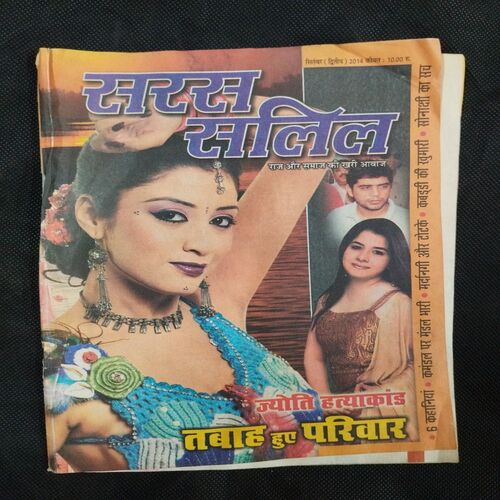 सितंबर ( द्वितीय ) 2014 कीमत : 10.00 रु.
सरस
सलिल
राज और समाज की खरी आवाज
ज्योति हत्याकांड
तबाह हुए परिवार
• 6 कहानियां • कमंडल पर मंडल भारी • मर्दानगी और टोटके • कबड्डी की शुमारी • सोनागाछी का सच